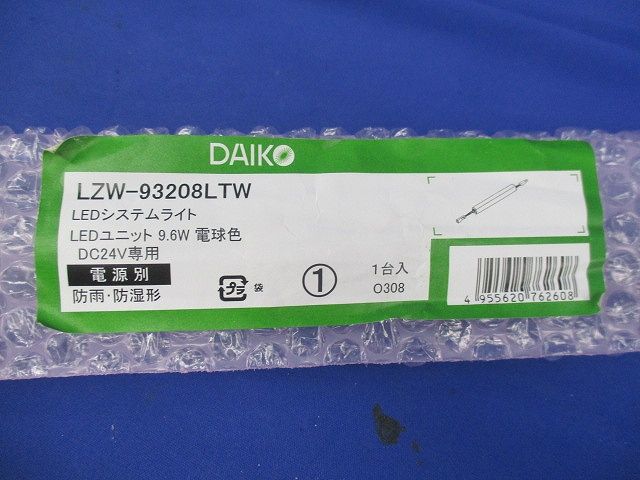 DAIKO
LZW-93208LTW
LEDシステムライト
LEDユニット 9.6W 電球色
DC24V専用
電源別
防雨・防湿形
プラ 袋
①
1台入
O308
4 955620 762608